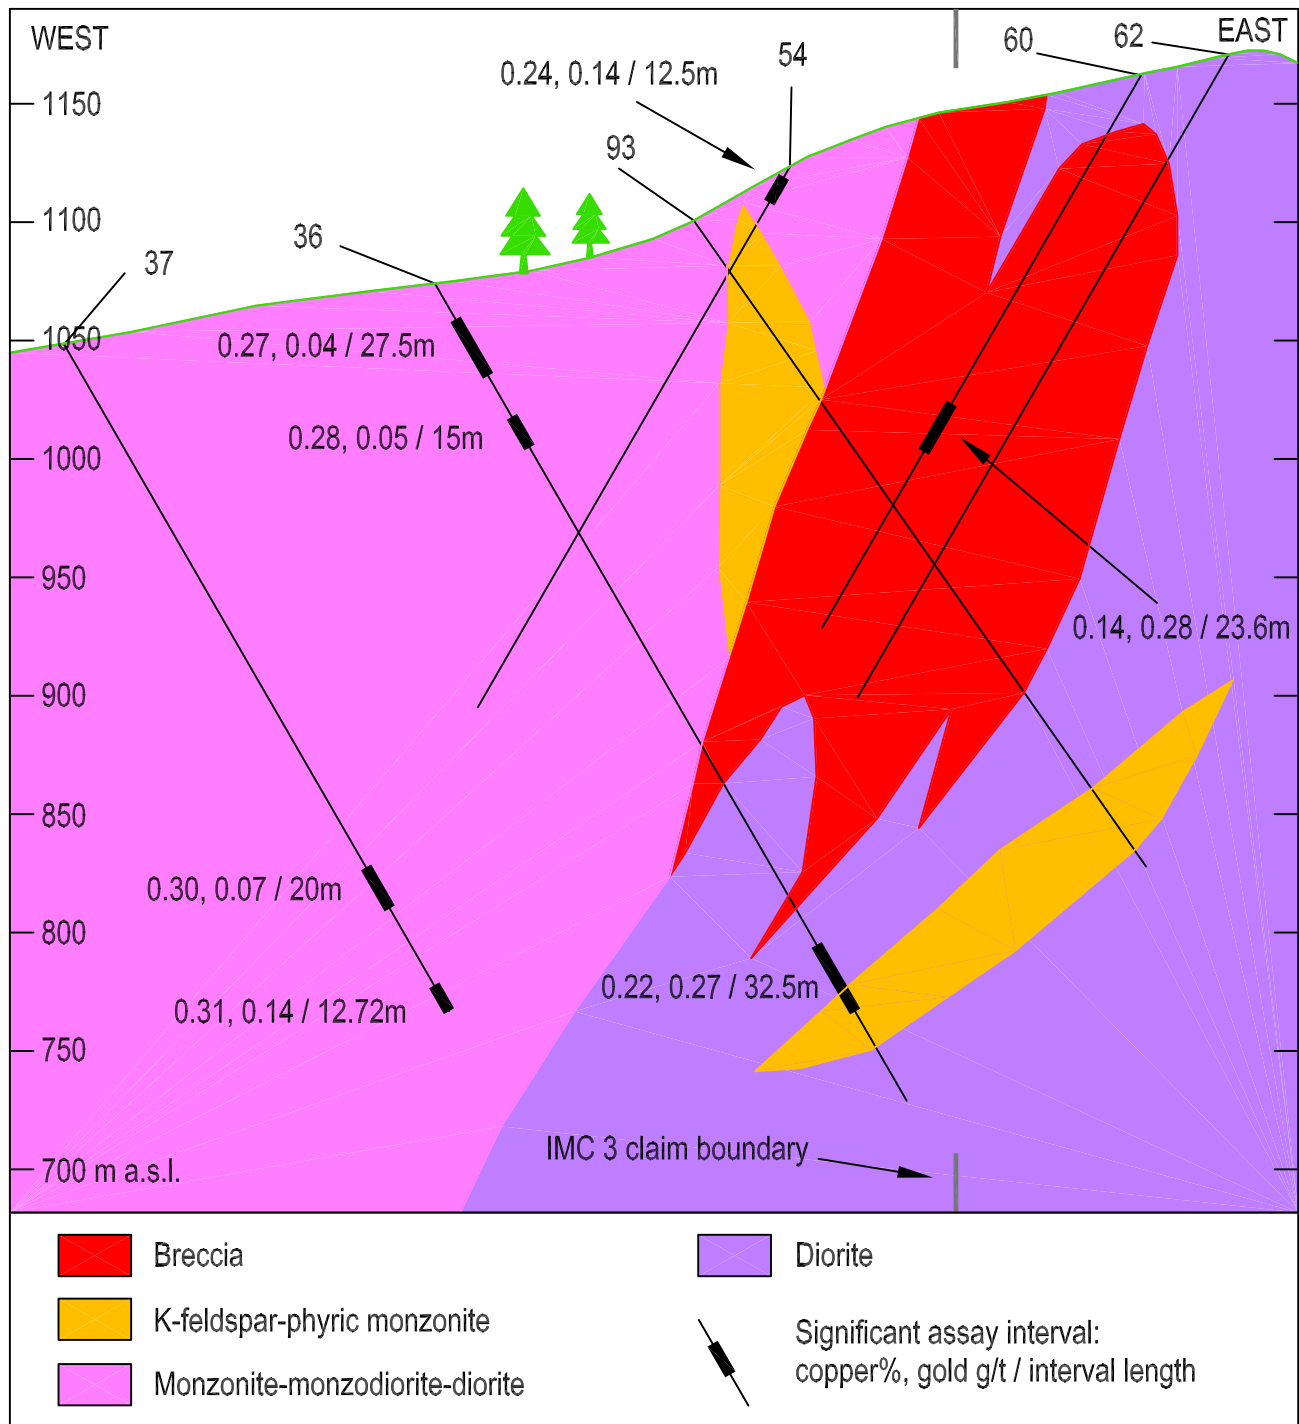 WEST
EAST
60
62
54
0.24, 0.14 / 12.5m
1150
93
1100
36
37
1050
0.27, 0.04 / 27.5m
0.28, 0.05 / 15m
1000
950
0.14, 0.28 / 23.6m
900
850
0.30, 0.07 / 20m
800
0.22, 0.27 / 32.5m
0.31, 0.14 / 12.72m
750
IMC 3 claim boundary
700 m a.s.l.
Breccia
K-feldspar-phyric monzonite
Monzonite-monzodiorite-diorite
Diorite
Significant assay interval:
copper%, gold g/t / interval length